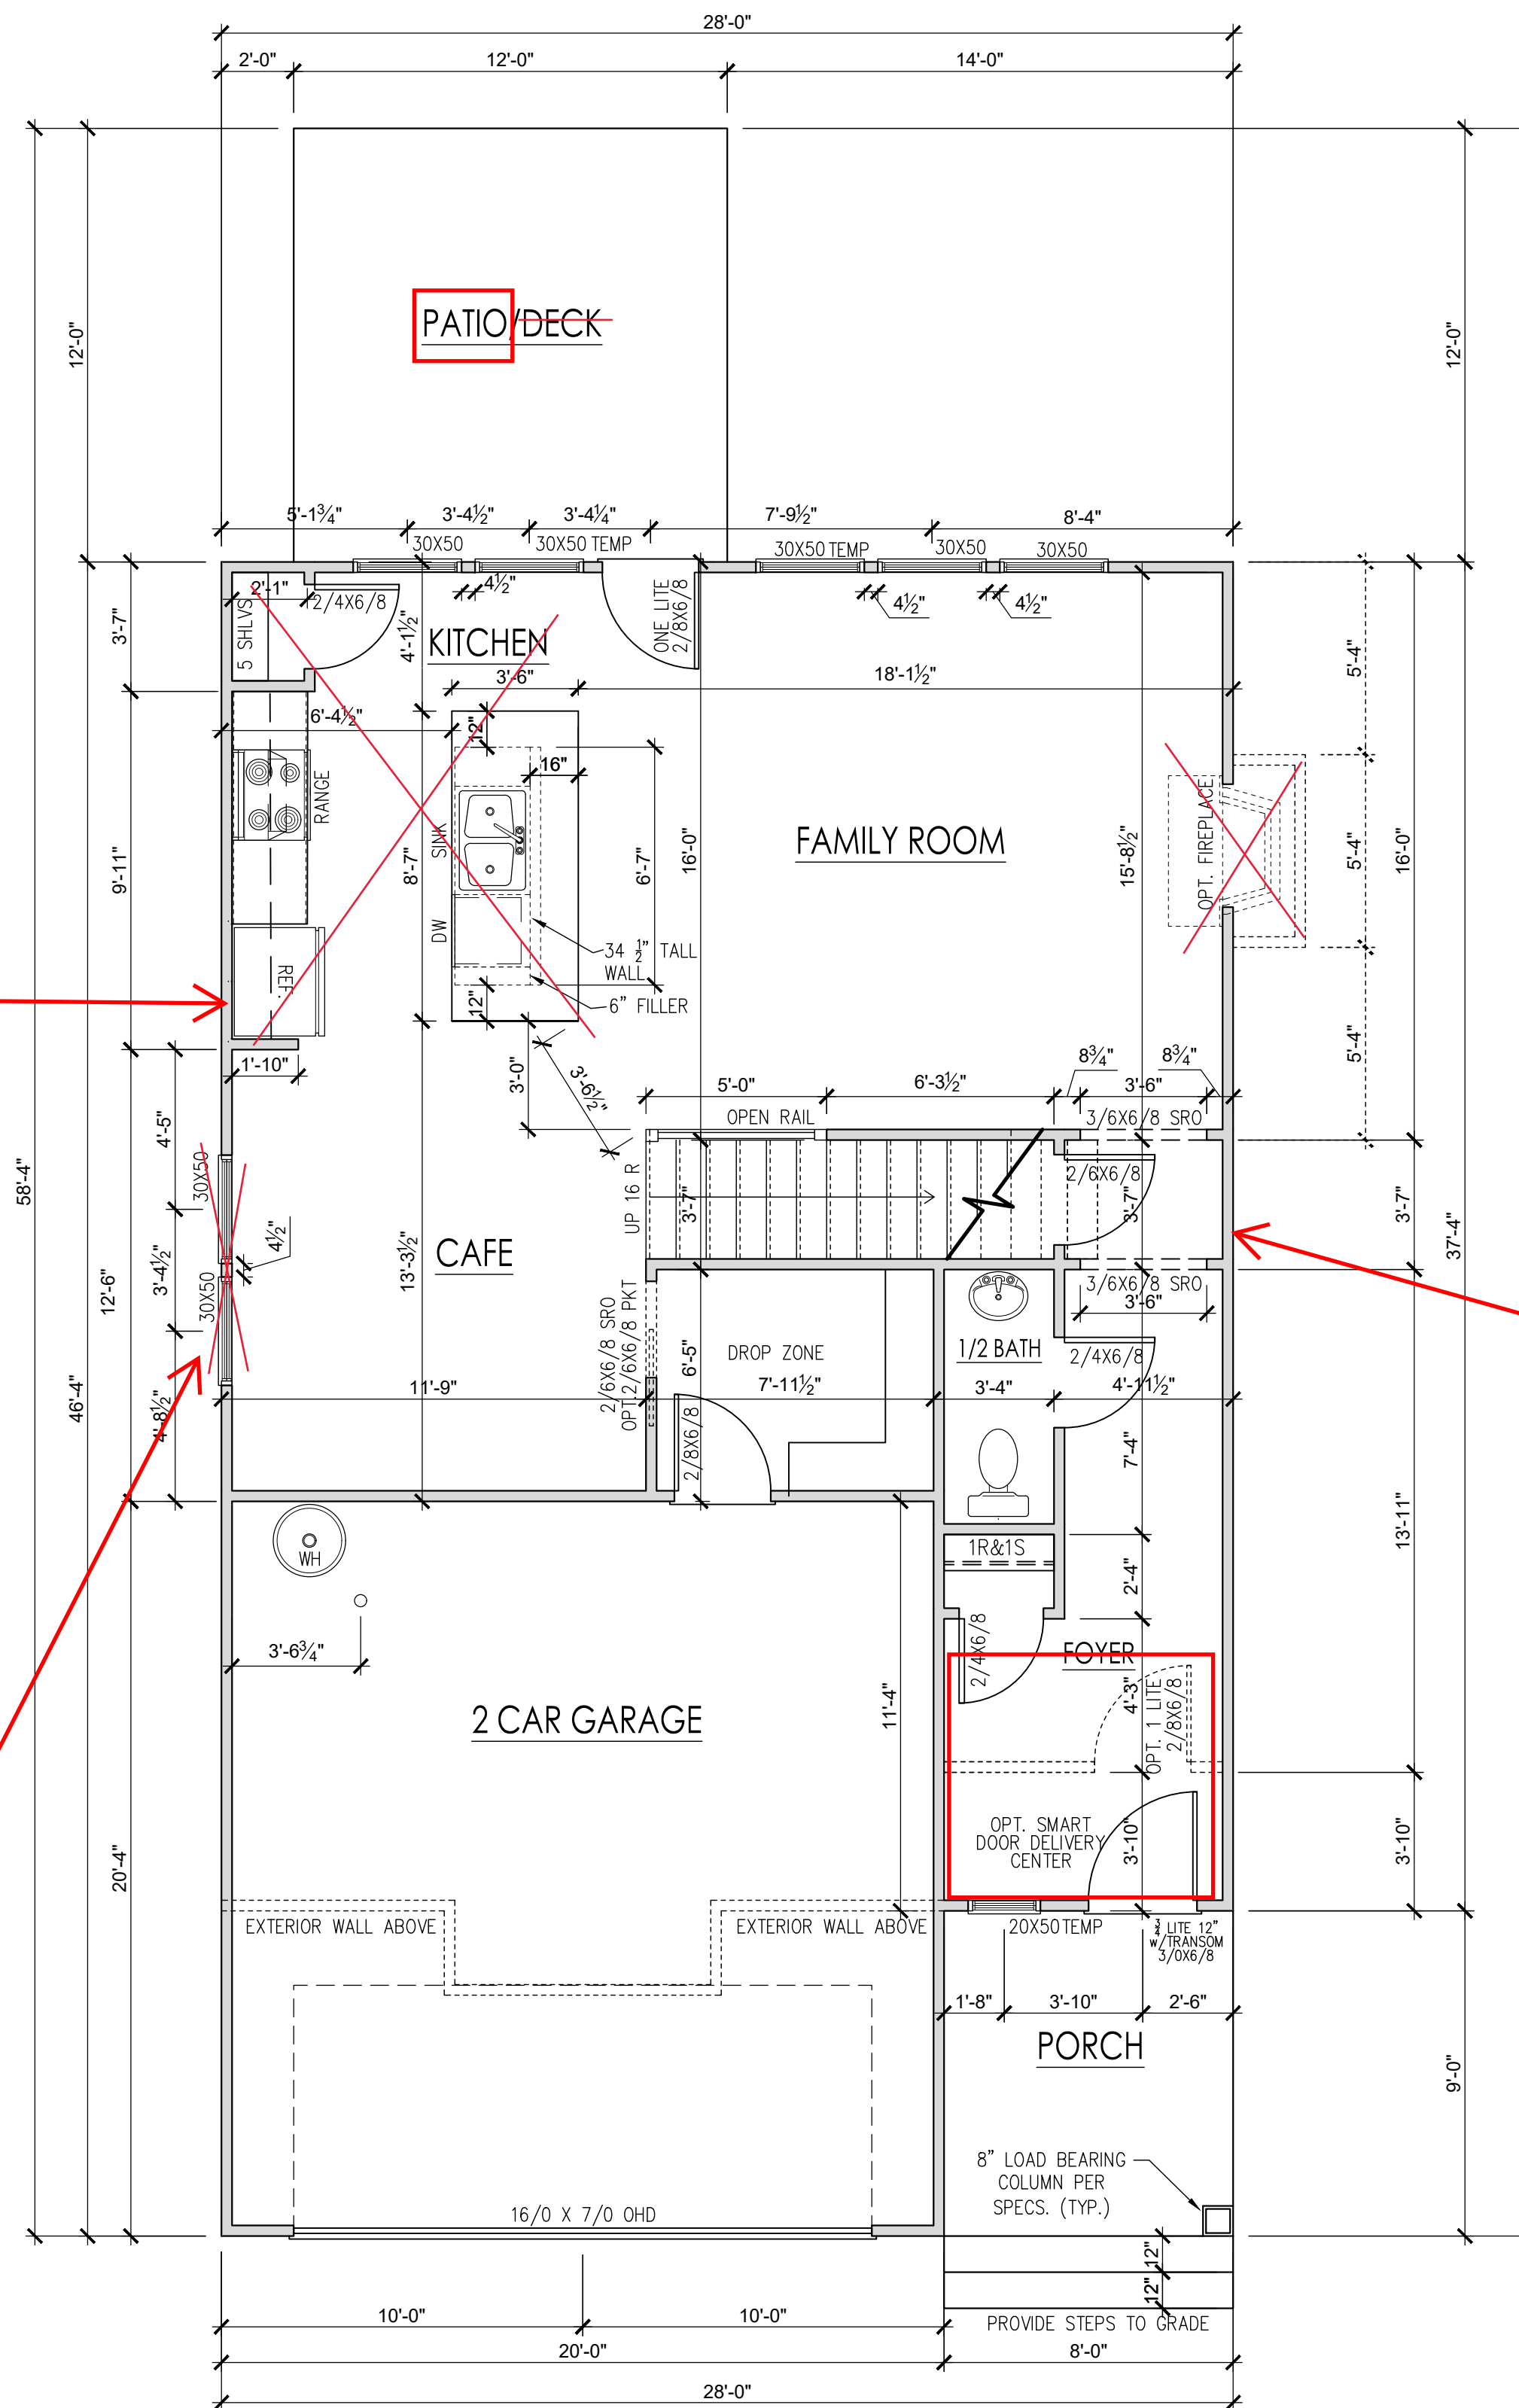 28'-0"
2'-0" 12'-0" 14'-0"
12'-0"
12'-0"
PATIO/DECK
5'-1¾" 3'-4½" 3'-4¼" 7'-9½" 8'-4"
30X50 30X50 TEMP 30X50 TEMP 30X50 30X50
2'-1" 2/4X6/8 4½" 4½" 4½"
5 SHLVS
ONE LITE
2/8X6/8
3'-7"
4'-1½"
KITCHEN
3'-6"
18'-1½"
5'-4"
6'-4½"
12"
16"
RANGE
SINK
DW
REF.
9'-11"
8'-7"
6'-7"
16'-0"
FAMILY ROOM
15'-8½"
OPT. FIREPLACE
5'-4"
16'-0"
34 ½" TALL
WALL
6" FILLER
12"
1'-10"
3'-0"
3'-6½"
5'-0" 6'-3½" 8¾" 3'-6" 8¾"
5'-4"
OPEN RAIL
3/6X6/8 SRO
4'-5"
30X50
58'-4"
UP 16 R
3'-7"
2/6X6/8
3'-7"
3'-7"
37'-4"
3'-4½"
4½"
30X50
CAFE
13'-3½"
12'-6"
3/6X6/8 SRO
3'-6"
2/6X6/8 SRO
OPT.2/6X6/8 PKT
6'-5"
DROP ZONE
1/2 BATH
2/4X6/8
46'-4"
4'-8½"
11'-9" 7'-11½" 3'-4" 4'-11½"
2/8X6/8
7'-4"
13'-11"
WH
1R&1S
2'-4"
3'-6¾"
2/4X6/8
FOYER
2 CAR GARAGE
11'-4"
4'-3"
OPT. 1 LITE
2/8X6/8
20'-4"
OPT. SMART
DOOR DELIVERY
CENTER
3'-10"
3'-10"
EXTERIOR WALL ABOVE EXTERIOR WALL ABOVE
20X50 TEMP
¾ LITE 12"
w/TRANSOM
3/0X6/8
1'-8" 3'-10" 2'-6"
PORCH
9'-0"
8" LOAD BEARING
COLUMN PER
SPECS. (TYP.)
16/0 X 7/0 OHD
12"
12"
10'-0" 10'-0"
PROVIDE STEPS TO GRADE
20'-0" 8'-0"
28'-0"